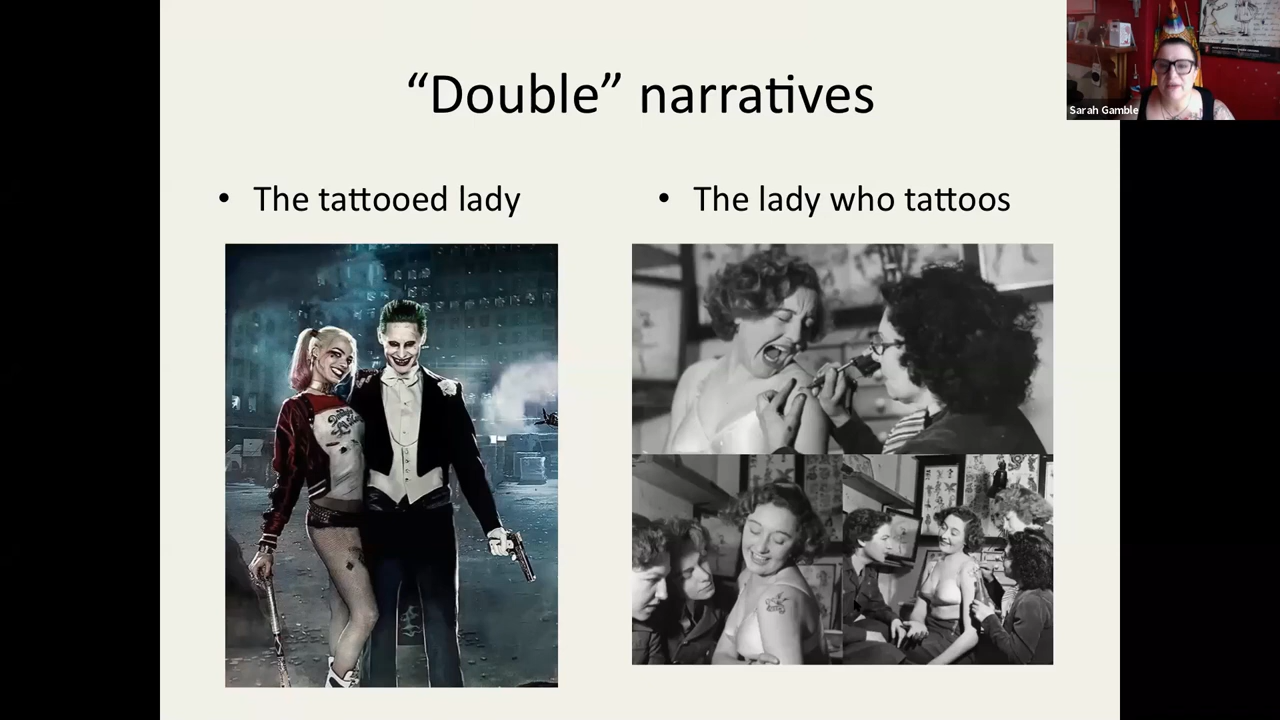 “Double” narratives
• The tattooed lady
• The lady who tattoos
Sarah Gamble